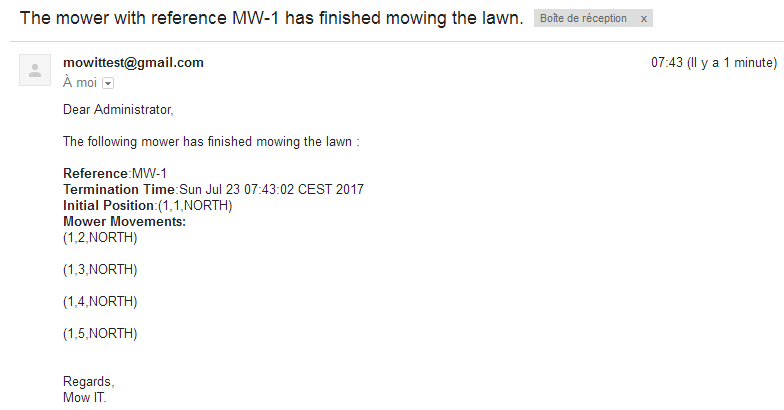 The mower with reference MW-1 has finished mowing the lawn. Boîte de réception x
mowittest@gmail.com 07:43 (Il y a 1 minute)
À moi
Dear Administrator,
The following mower has finished mowing the lawn :
Reference:MW-1
Termination Time:Sun Jul 23 07:43:02 CEST 2017
Initial Position:(1,1,NORTH)
Mower Movements:
(1,2,NORTH)
(1,3,NORTH)
(1,4,NORTH)
(1,5,NORTH)
Regards,
Mow IT.